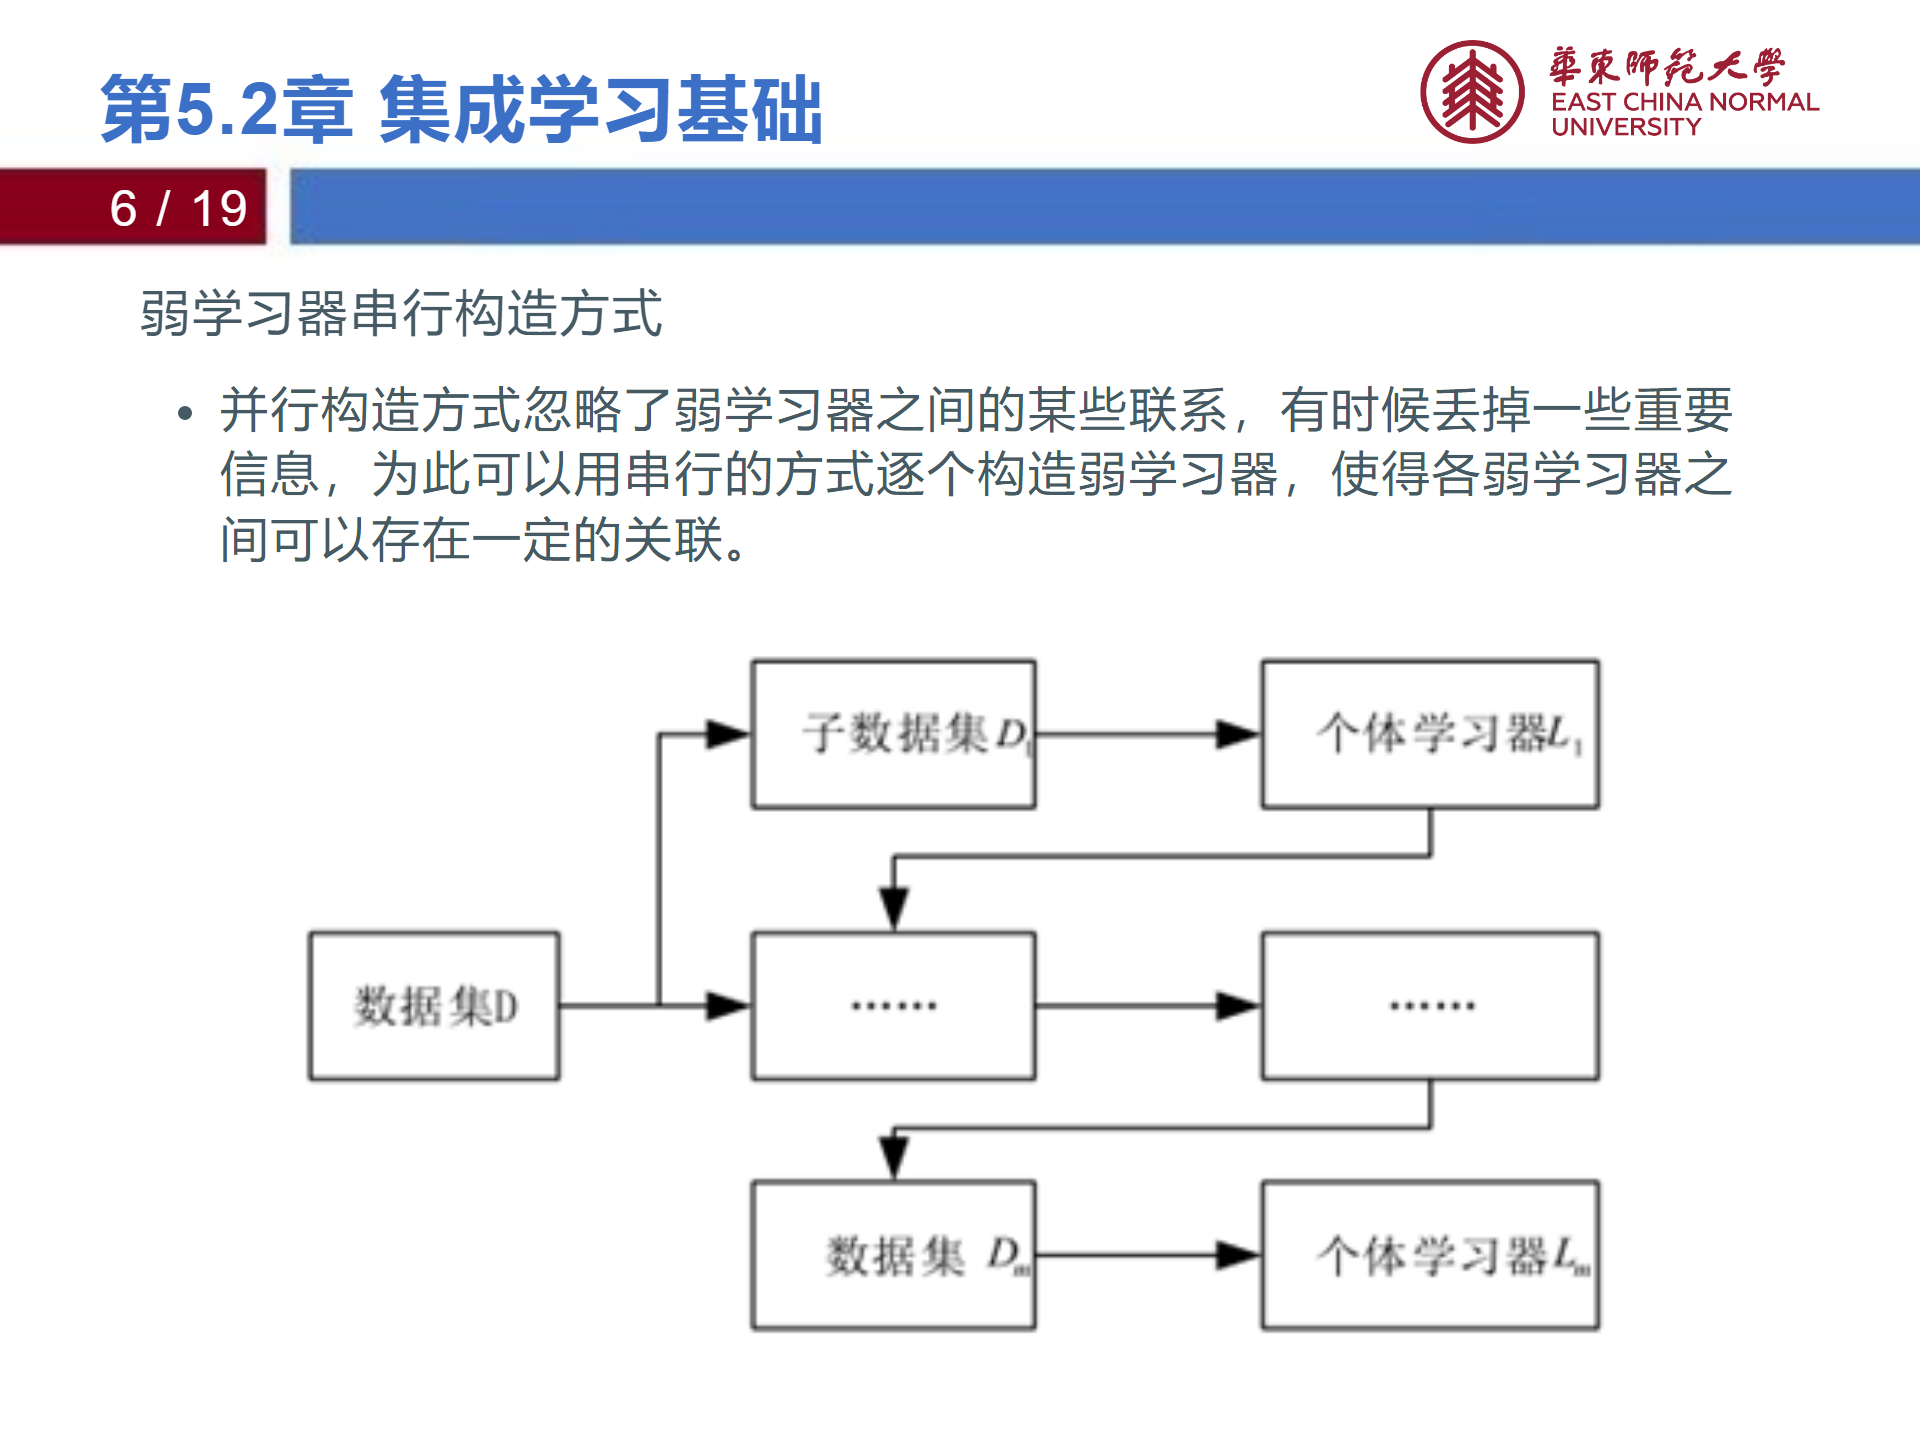 第5.2章 集成学习基础
華東师范大學
EAST CHINA NORMAL
UNIVERSITY
6 / 19
弱学习器串行构造方式
• 并行构造方式忽略了弱学习器之间的某些联系，有时候丢掉一些重要
信息，为此可以用串行的方式逐个构造弱学习器，使得各弱学习器之
间可以存在一定的关联。
子数据集D1
个体学习器L1
数据集D
……
……
数据集 Dm
个体学习器Lm